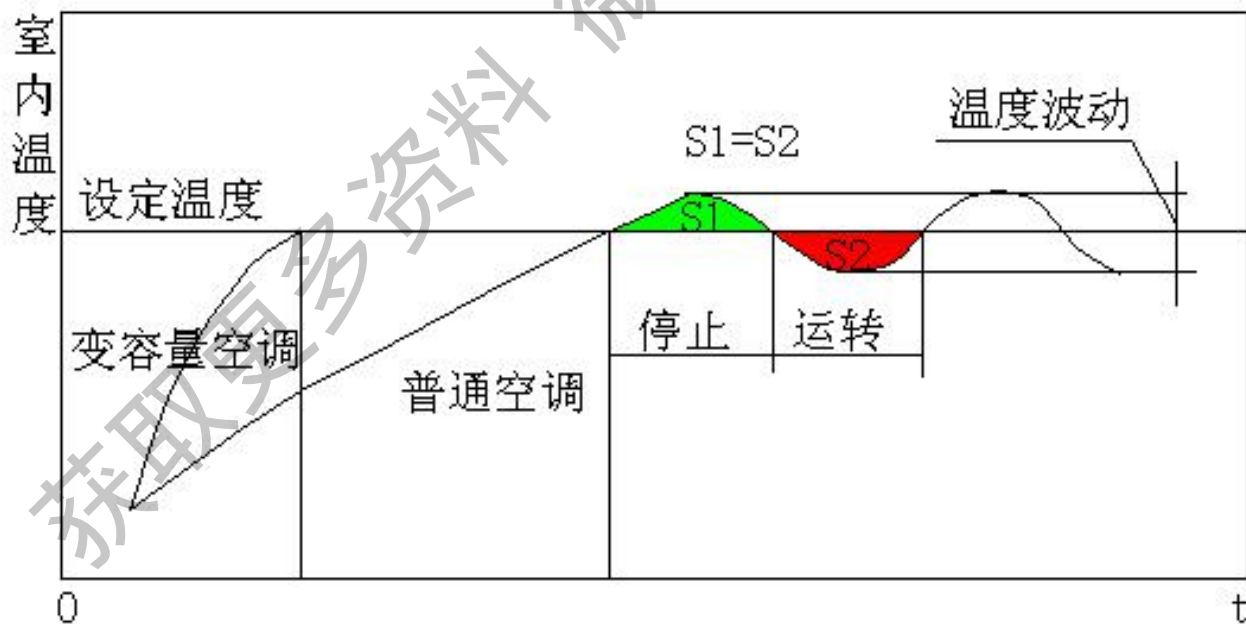 室内温度
温度波动
S1=S2
设定温度
S1
S2
停止
运转
变容量空调
普通空调
0
t
获取更多资料